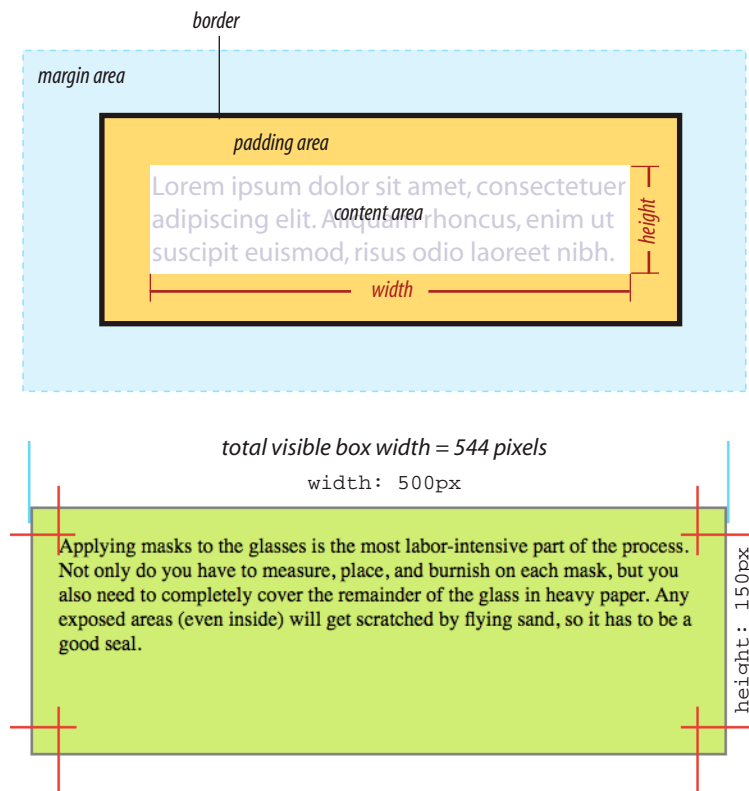 border
margin area
padding area
Lorem ipsum dolor sit amet, consectetuer
adipiscing elit. Aliquam rhoncus, enim ut
content area
suscipit euismod, risus odio laoreet nibh.
height
width
total visible box width = 544 pixels
width: 500px
Applying masks to the glasses is the most labor-intensive part of the process.
Not only do you have to measure, place, and burnish on each mask, but you
also need to completely cover the remainder of the glass in heavy paper. Any
exposed areas (even inside) will get scratched by flying sand, so it has to be a
good seal.
height: 150px